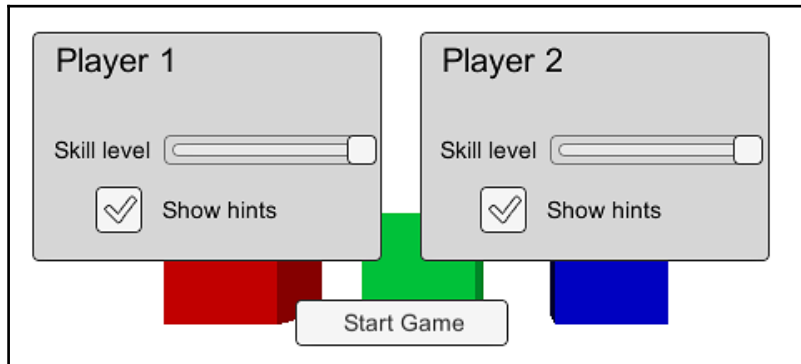 Player 1
Skill level
Show hints
Player 2
Skill level
Show hints
Start Game